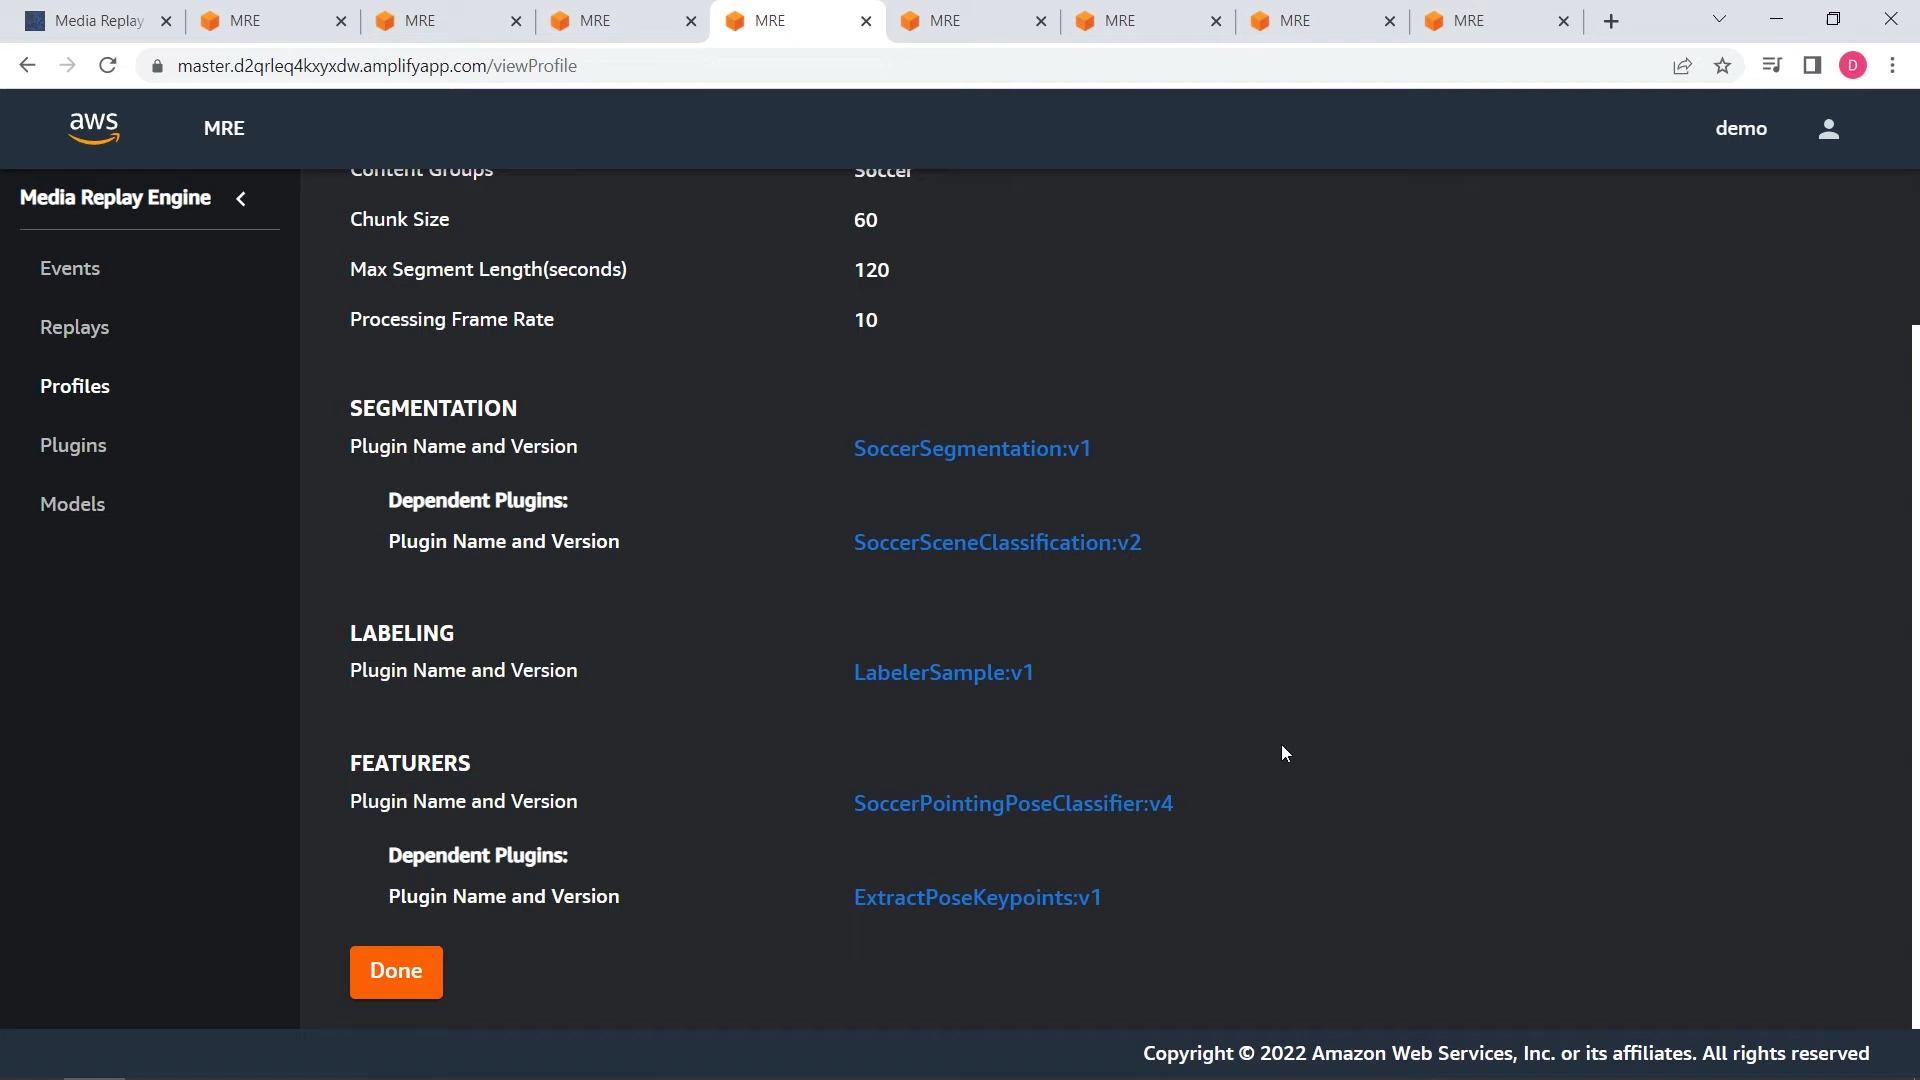 Media Replay MRE MRE MRE MRE MRE MRE MRE MRE
master.d2qrleq4kxyxdw.amplifyapp.com/viewProfile D
aws MRE demo
Media Replay Engine
Events
Replays
Profiles
Plugins
Models
Content Groups Soccer
Chunk Size 60
Max Segment Length(seconds) 120
Processing Frame Rate 10
SEGMENTATION
Plugin Name and Version SoccerSegmentation:v1
Dependent Plugins:
Plugin Name and Version SoccerSceneClassification:v2
LABELING
Plugin Name and Version LabelerSample:v1
FEATURERS
Plugin Name and Version SoccerPointingPoseClassifier:v4
Dependent Plugins:
Plugin Name and Version ExtractPoseKeypoints:v1
Done
Copyright © 2022 Amazon Web Services, Inc. or its affiliates. All rights reserved